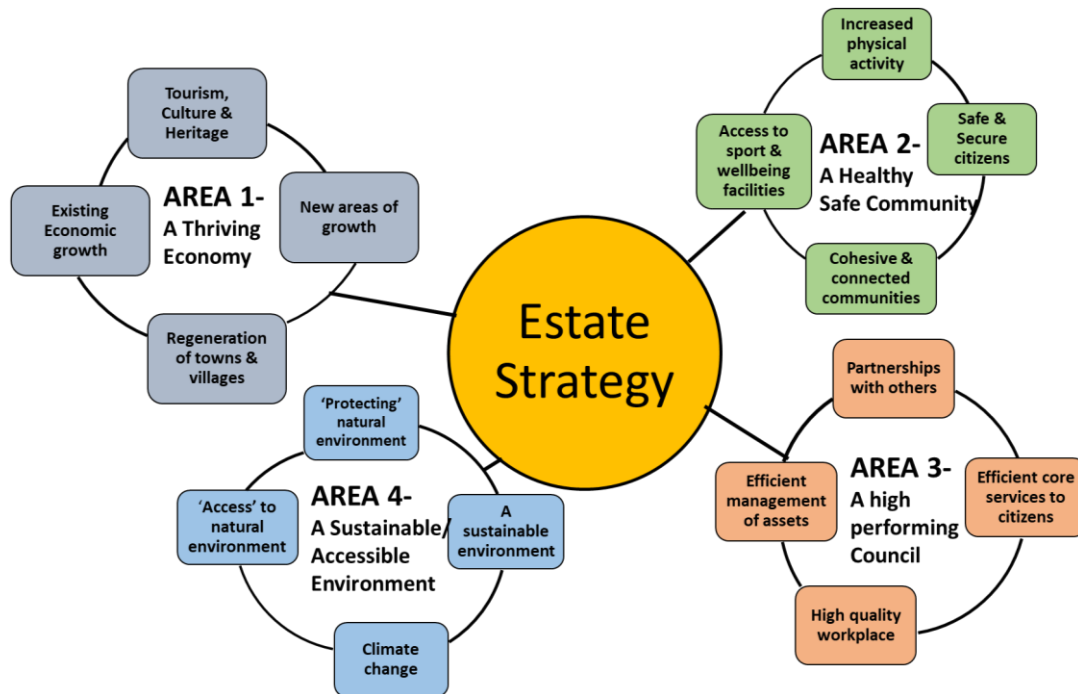 Tourism,
Culture &
Heritage
AREA 1-
A Thriving
Economy
Existing
Economic
growth
New areas of
growth
Regeneration
of towns &
villages
Increased
physical
activity
Access to
sport &
wellbeing
facilities
AREA 2-
A Healthy
Safe Community
Safe &
Secure
citizens
Cohesive &
connected
communities
Estate
Strategy
Partnerships
with others
Efficient
management
of assets
AREA 3-
A high
performing
Council
Efficient core
services to
citizens
High quality
workplace
‘Protecting’
natural
environment
‘Access’ to
natural
environment
AREA 4-
A Sustainable/
Accessible
Environment
A
sustainable
environment
Climate
change